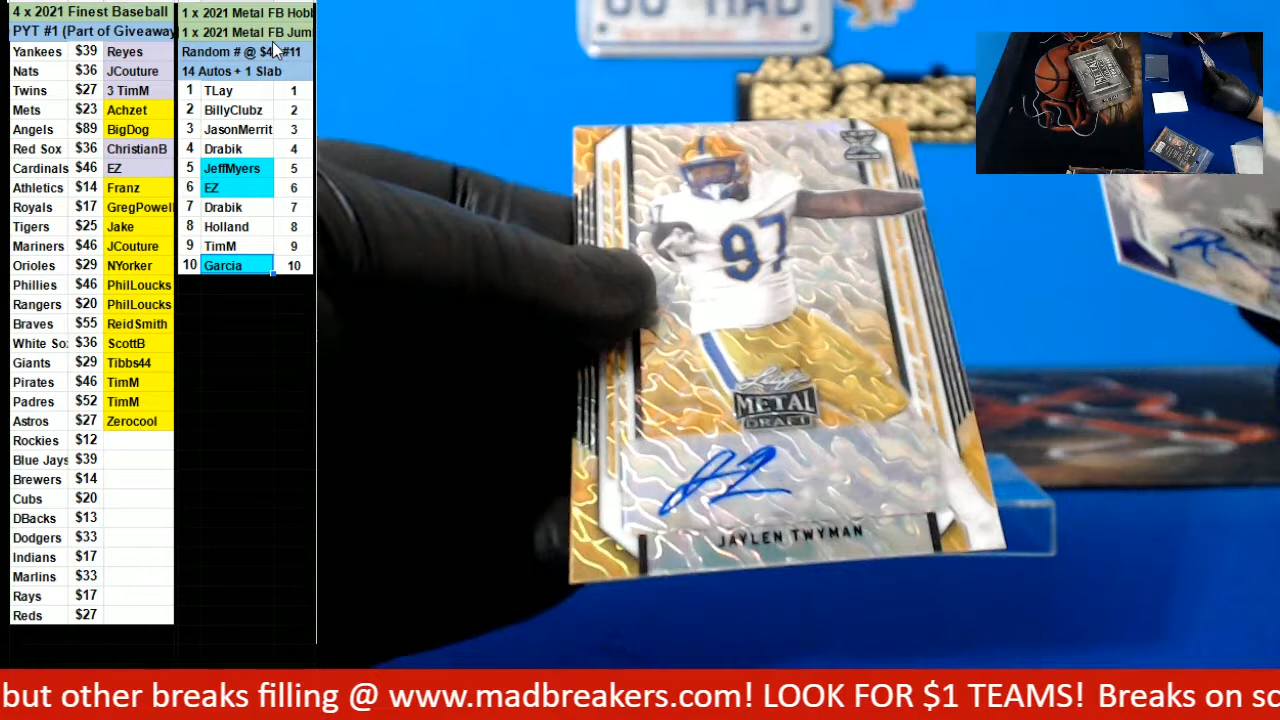 4 x 2021 Finest Baseball
PYT #1 (Part of Giveaway
Yankees $39 Reyes
Nats $36 JCouture
Twins $27 3 TimM
Mets $23 Achzet
Angels $89 BigDog
Red Sox $36 ChristianB
Cardinals $46 EZ
Athletics $14 Franz
Royals $17 GregPowell
Tigers $25 Jake
Mariners $46 JCouture
Orioles $29 NYorker
Phillies $46 PhilLoucks
Rangers $20 PhilLoucks
Braves $55 ReidSmith
White So $36 ScottB
Giants $29 Tibbs44
Pirates $46 TimM
Padres $52 TimM
Astros $27 Zerocool
Rockies $12
Blue Jays $39
Brewers $14
Cubs $20
DBacks $13
Dodgers $33
Indians $17
Marlins $33
Rays $17
Reds $27
1 x 2021 Metal FB Hobb
1 x 2021 Metal FB Jum
Random # @ $4 #11
14 Autos + 1 Slab
1 TLay 1
2 BillyClubz 2
3 JasonMerrit 3
4 Drabik 4
5 JeffMyers 5
6 EZ 6
7 Drabik 7
8 Holland 8
9 TimM 9
10 Garcia 10
97
Leaf
METAL
DRAFT
JAYLEN TWYMAN
METAL
but other breaks filling @ www.madbreakers.com! LOOK FOR $1 TEAMS! Breaks on sc